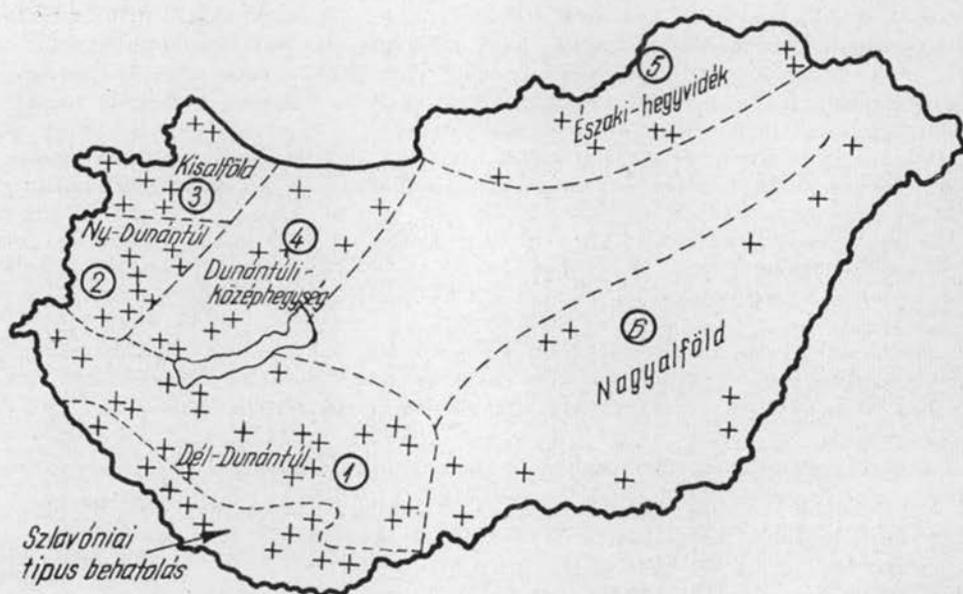 5
Északi-hegyvidék
Kisalföld
3
Ny-Dunántúl
4
Dunántúli-
középhegység
2
6
Nagyalföld
Dél-Dunántúl
1
Szlavóniai
típus behatolás